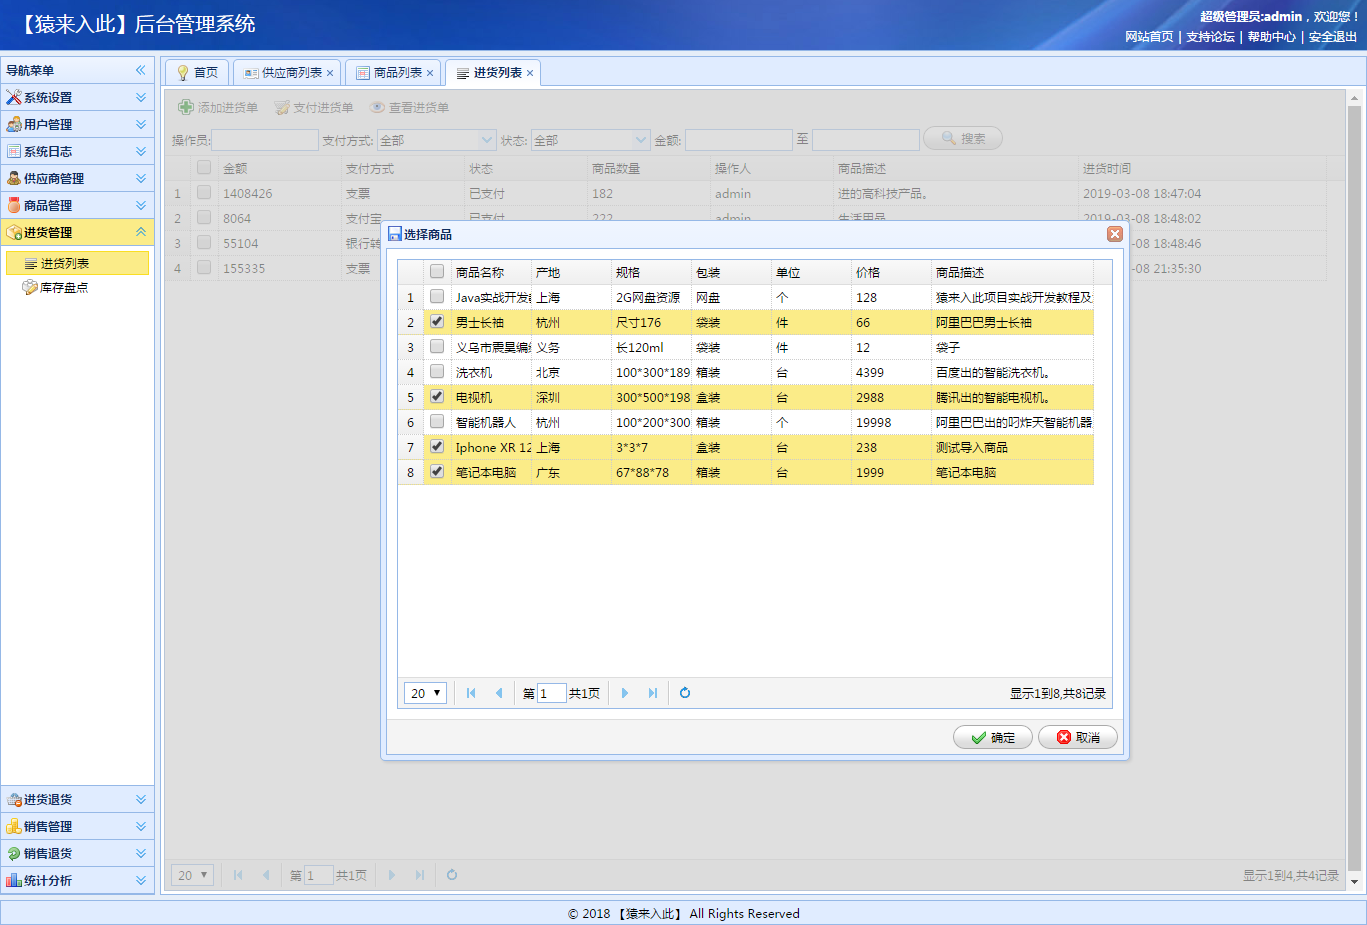 【猿来入此】后台管理系统
超级管理员:admin，欢迎您！
网站首页 | 支持论坛 | 帮助中心 | 安全退出
导航菜单
系统设置
用户管理
系统日志
供应商管理
商品管理
进货管理
进货列表
库存盘点
进货退货
销售管理
销售退货
统计分析
首页 供应商列表 × 商品列表 × 进货列表 ×
添加进货单 支付进货单 查看进货单
操作员: 支付方式: 全部 状态: 全部 金额: 至 搜索
金额 支付方式 状态 商品数量 操作人 商品描述 进货时间
1 1408426 支票 已支付 182 admin 进的高科技产品。 2019-03-08 18:47:04
2 8064 支付宝 已支付 222 admin 生活用品 2019-03-08 18:48:02
3 55104 银行转 -08 18:48:46
4 155335 支票 -08 21:35:30
选择商品
商品名称 产地 规格 包装 单位 价格 商品描述
1 Java实战开发 上海 2G网盘资源 网盘 个 128 猿来入此项目实战开发教程及
2 男士长袖 杭州 尺寸176 袋装 件 66 阿里巴巴男士长袖
3 义乌市震昊编 义务 长120ml 袋装 件 12 袋子
4 洗衣机 北京 100*300*189 箱装 台 4399 百度出的智能洗衣机。
5 电视机 深圳 300*500*198 盒装 台 2988 腾讯出的智能电视机。
6 智能机器人 杭州 100*200*300 箱装 个 19998 阿里巴巴出的叼炸天智能机器
7 Iphone XR 12 上海 3*3*7 盒装 台 238 测试导入商品
8 笔记本电脑 广东 67*88*78 箱装 台 1999 笔记本电脑
20 第 1 共1页 显示1到8,共8记录
确定 取消
20 第 1 共1页 显示1到4,共4记录
© 2018 【猿来入此】 All Rights Reserved